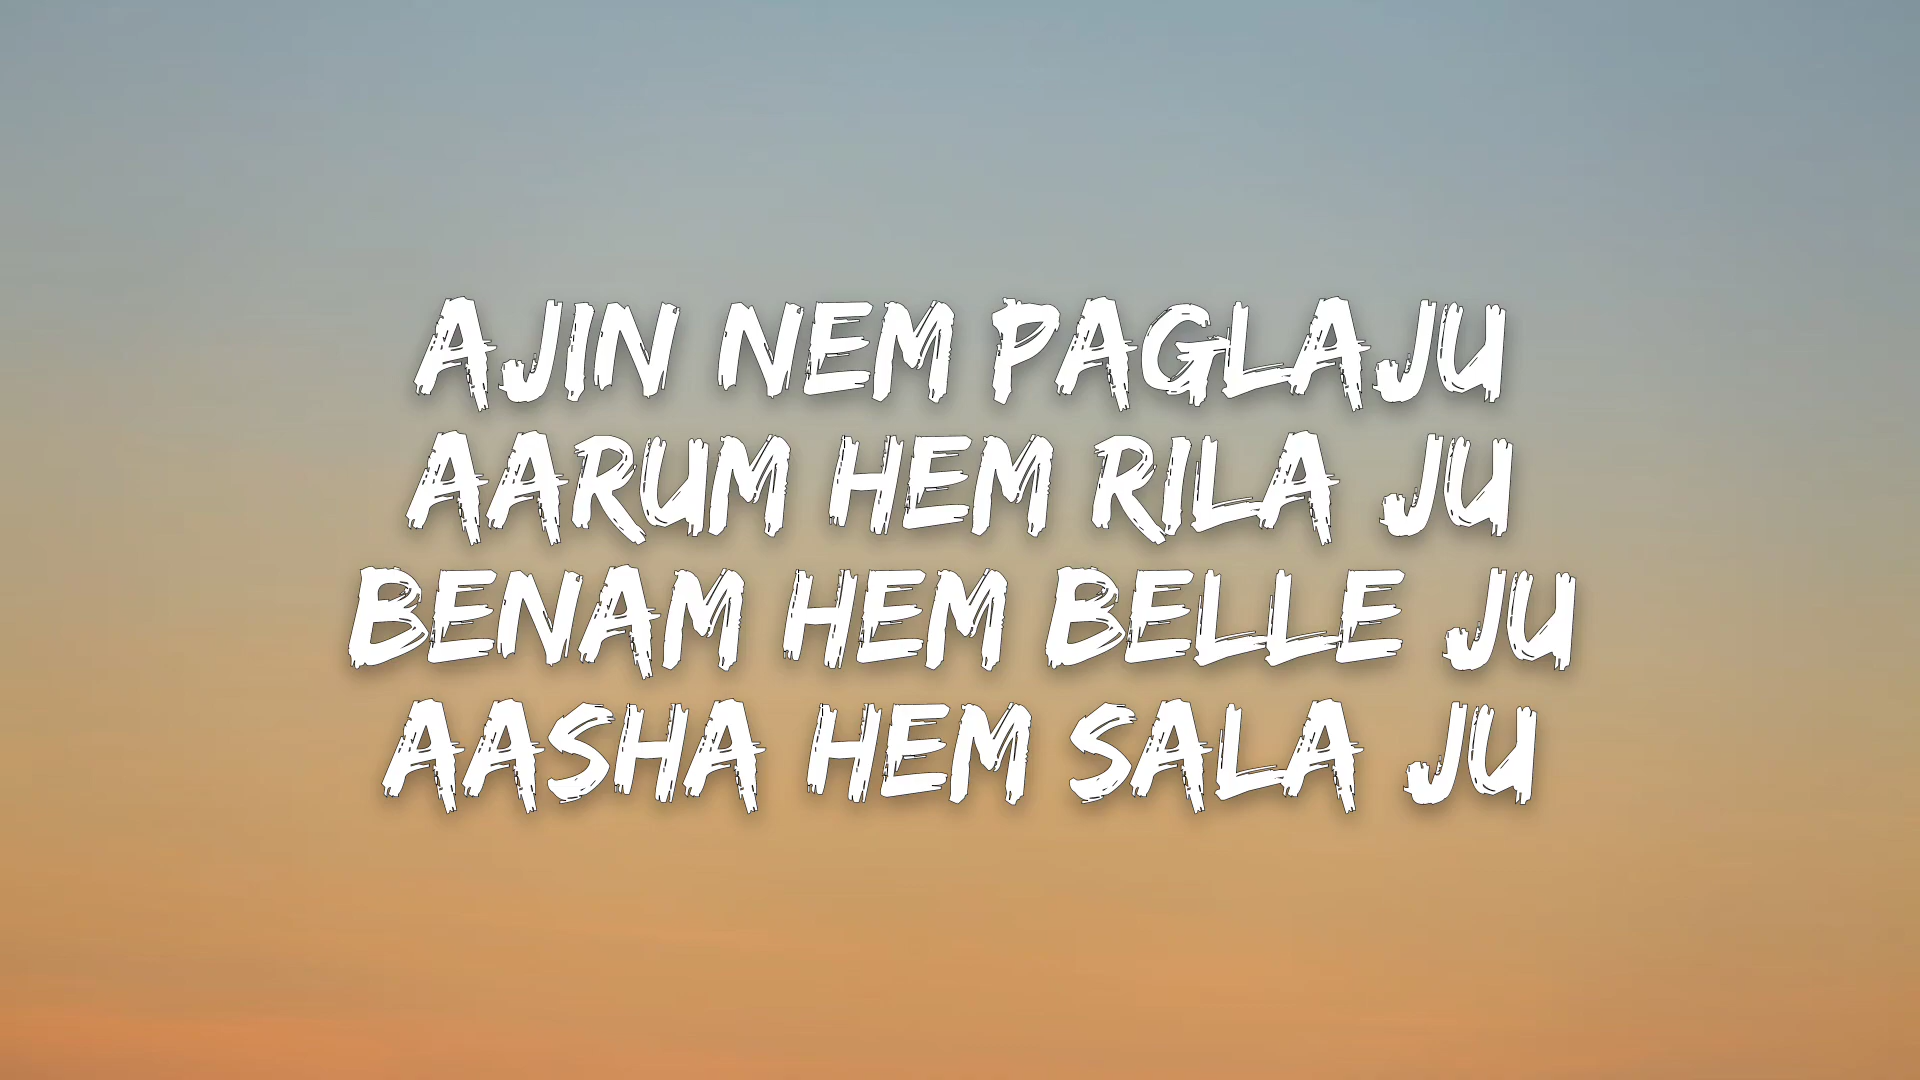 AJIN NEM PAGLAJU
AARUM HEM RILA JU
BENAM HEM BELLE JU
AASHA HEM SALA JU